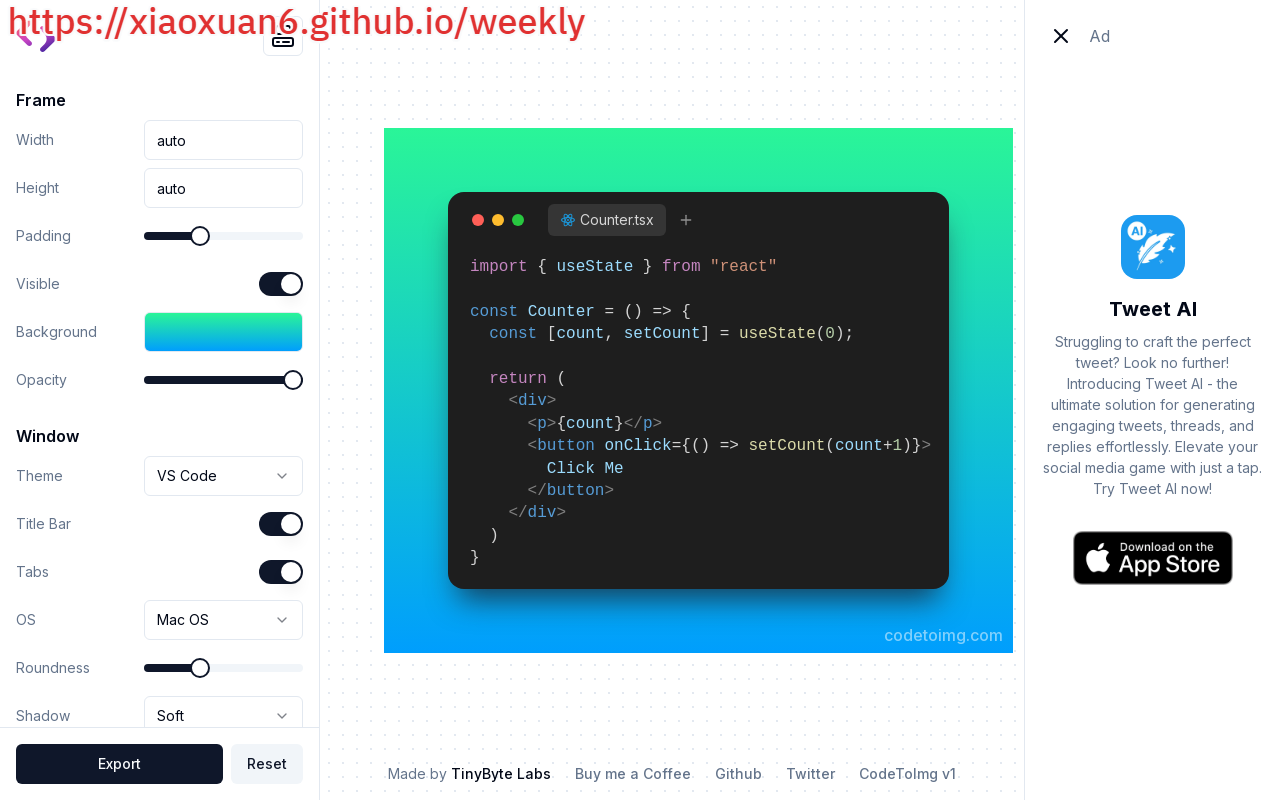 https://xiaoxuan6.github.io/weekly
Frame
Width
auto
Height
auto
Padding
Visible
Background
Opacity
Window
Theme
VS Code
Title Bar
Tabs
OS
Mac OS
Roundness
Shadow
Soft
Export
Reset
Counter.tsx
import { useState } from "react"
const Counter = () => {
  const [count, setCount] = useState(0);
  return (
    <div>
      <p>{count}</p>
      <button onClick={() => setCount(count+1)}>
        Click Me
      </button>
    </div>
  )
}
codetoimg.com
Made by TinyByte Labs
Buy me a Coffee
Github
Twitter
CodeToImg v1
Ad
AI
Tweet AI
Struggling to craft the perfect
tweet? Look no further!
Introducing Tweet AI - the
ultimate solution for generating
engaging tweets, threads, and
replies effortlessly. Elevate your
social media game with just a tap.
Try Tweet AI now!
Download on the
App Store